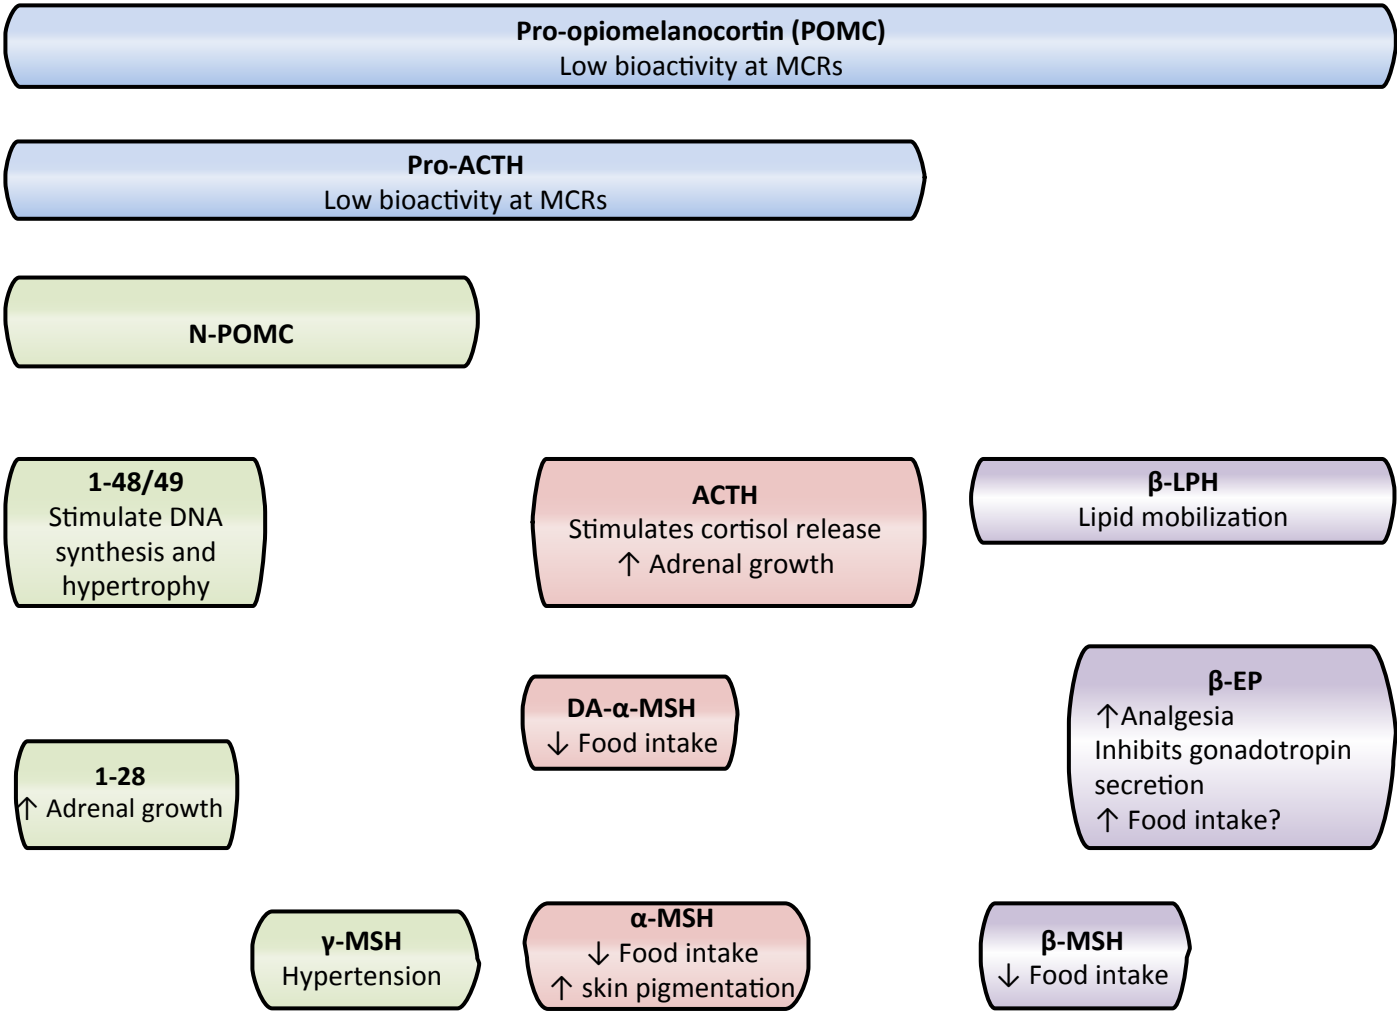 Pro-opiomelanocortin (POMC)
Low bioactivity at MCRs
Pro-ACTH
Low bioactivity at MCRs
N-POMC
1-48/49
Stimulate DNA
synthesis and
hypertrophy
ACTH
Stimulates cortisol release
↑ Adrenal growth
β-LPH
Lipid mobilization
DA-α-MSH
↓ Food intake
β-EP
↑Analgesia
Inhibits gonadotropin
secretion
↑ Food intake?
1-28
↑ Adrenal growth
γ-MSH
Hypertension
α-MSH
↓ Food intake
↑ skin pigmentation
β-MSH
↓ Food intake